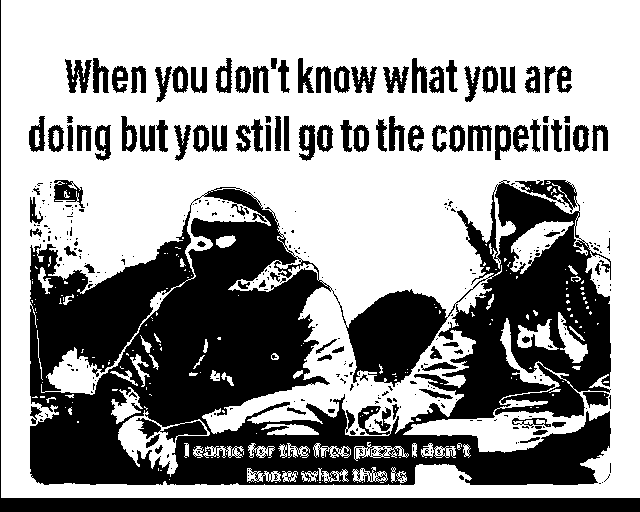 When you don't know what you are
doing but you still go to the competition
I came for the free pizza. I don't
know what this is